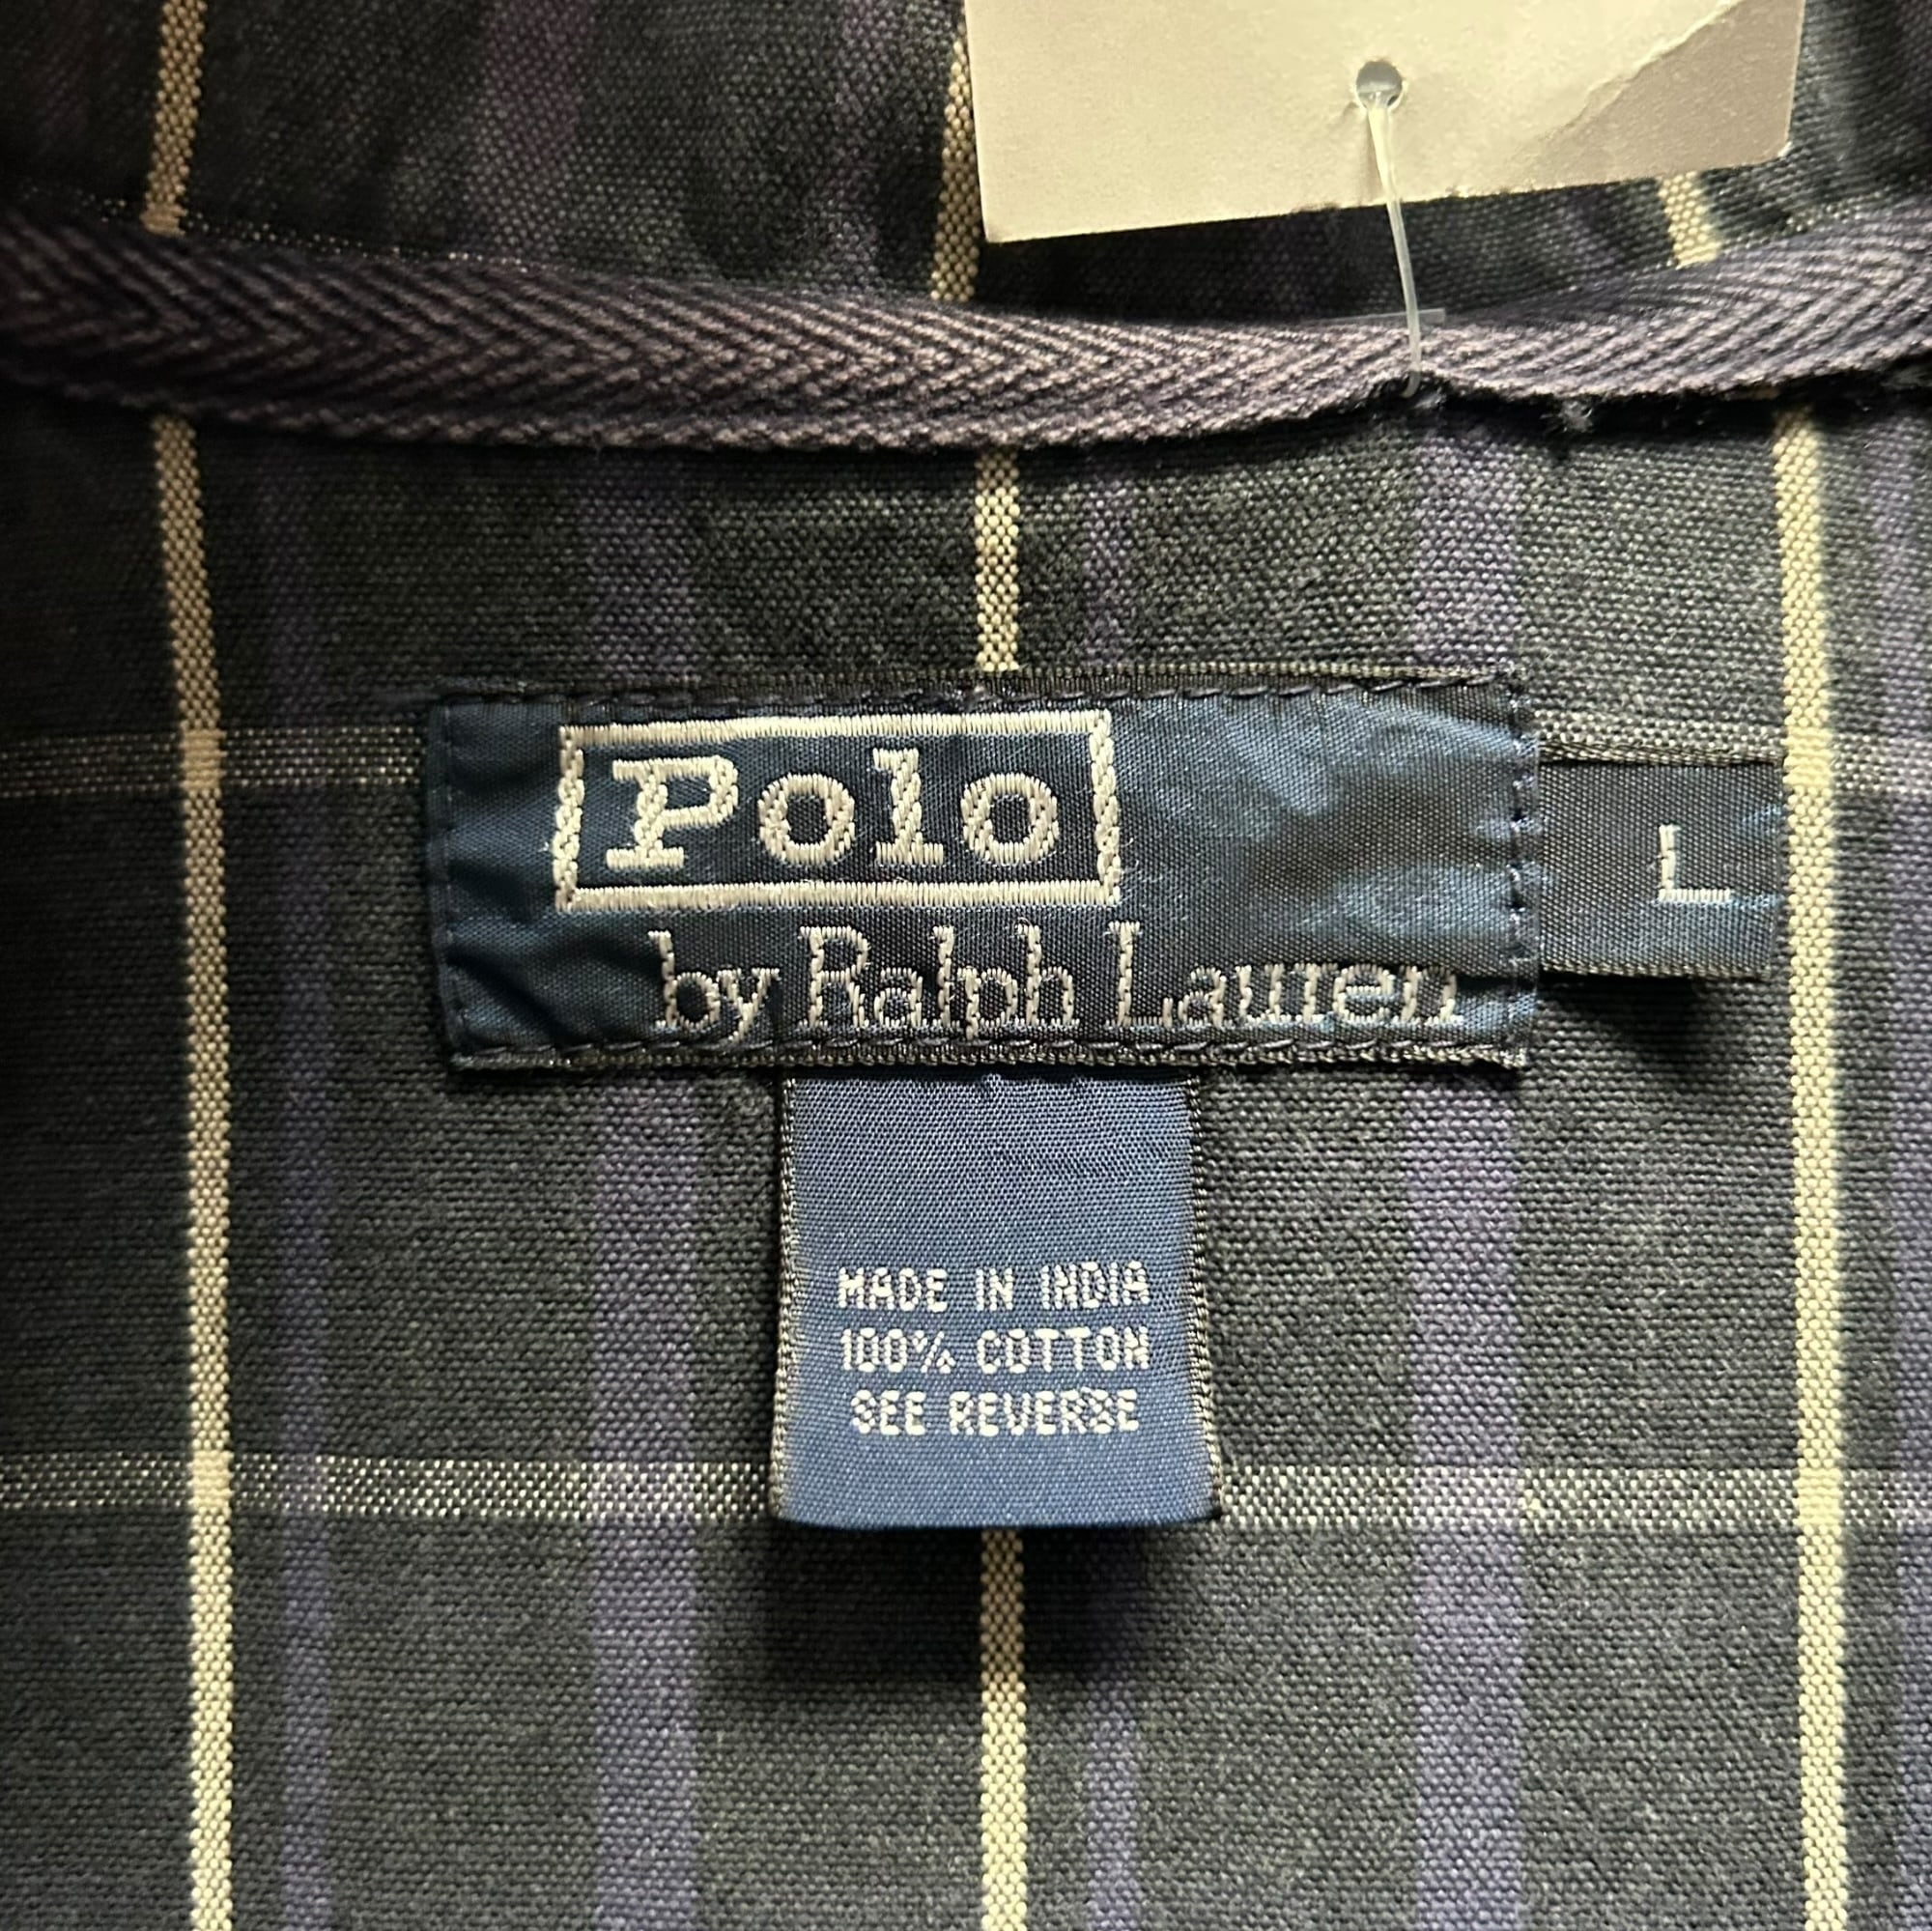 Polo
by Ralph Lauren
L
MADE IN INDIA
100% COTTON
SEE REVERSE